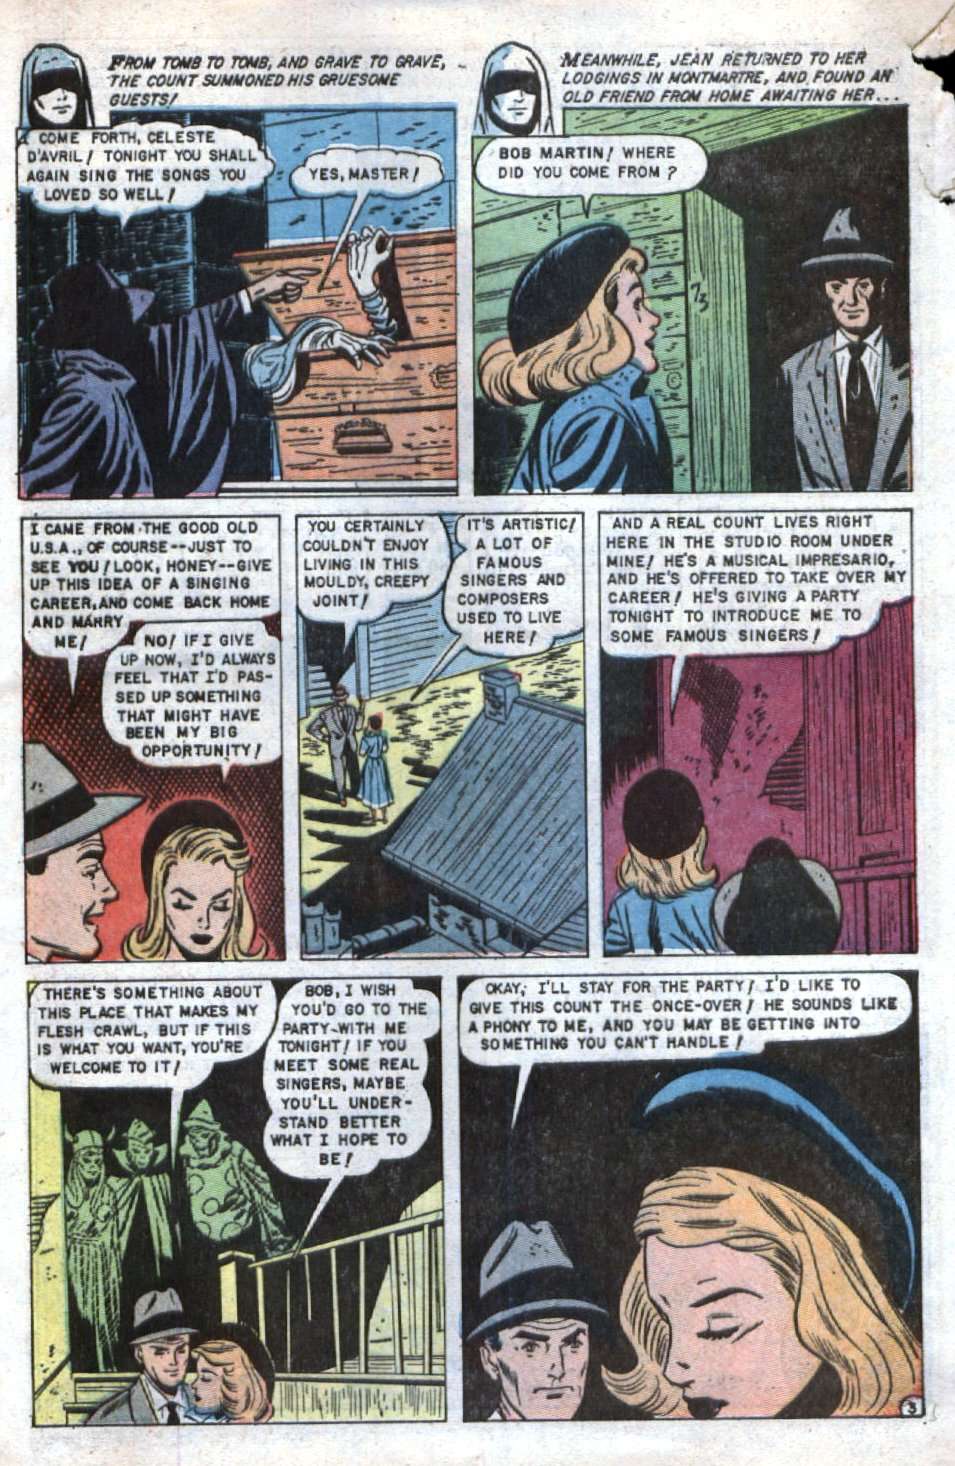 FROM TOMB TO TOMB, AND GRAVE TO GRAVE,
THE COUNT SUMMONED HIS GRUESOME
GUESTS!
COME FORTH, CELESTE
D'AVRIL! TONIGHT YOU SHALL
AGAIN SING THE SONGS YOU
LOVED SO WELL!
YES, MASTER!
MEANWHILE, JEAN RETURNED TO HER
LODGINGS IN MONTMARTRE, AND FOUND AN
OLD FRIEND FROM HOME AWAITING HER...
BOB MARTIN! WHERE
DID YOU COME FROM?
73
I CAME FROM THE GOOD OLD
U.S.A., OF COURSE--JUST TO
SEE YOU! LOOK, HONEY--GIVE
UP THIS IDEA OF A SINGING
CAREER, AND COME BACK HOME
AND MARRY
ME!
NO! IF I GIVE
UP NOW, I'D ALWAYS
FEEL THAT I'D PAS-
SED UP SOMETHING
THAT MIGHT HAVE
BEEN MY BIG
OPPORTUNITY!
YOU CERTAINLY
COULDN'T ENJOY
LIVING IN THIS
MOULDY, CREEPY
JOINT!
IT'S ARTISTIC!
A LOT OF
FAMOUS
SINGERS AND
COMPOSERS
USED TO LIVE
HERE!
AND A REAL COUNT LIVES RIGHT
HERE IN THE STUDIO ROOM UNDER
MINE! HE'S A MUSICAL IMPRESARIO,
AND HE'S OFFERED TO TAKE OVER MY
CAREER! HE'S GIVING A PARTY
TONIGHT TO INTRODUCE ME TO
SOME FAMOUS SINGERS!
THERE'S SOMETHING ABOUT
THIS PLACE THAT MAKES MY
FLESH CRAWL, BUT IF THIS
IS WHAT YOU WANT, YOU'RE
WELCOME TO IT!
BOB, I WISH
YOU'D GO TO THE
PARTY-WITH ME
TONIGHT! IF YOU
MEET SOME REAL
SINGERS, MAYBE
YOU'LL UNDER-
STAND BETTER
WHAT I HOPE TO
BE!
OKAY, I'LL STAY FOR THE PARTY! I'D LIKE TO
GIVE THIS COUNT THE ONCE-OVER! HE SOUNDS LIKE
A PHONY TO ME, AND YOU MAY BE GETTING INTO
SOMETHING YOU CAN'T HANDLE!
3